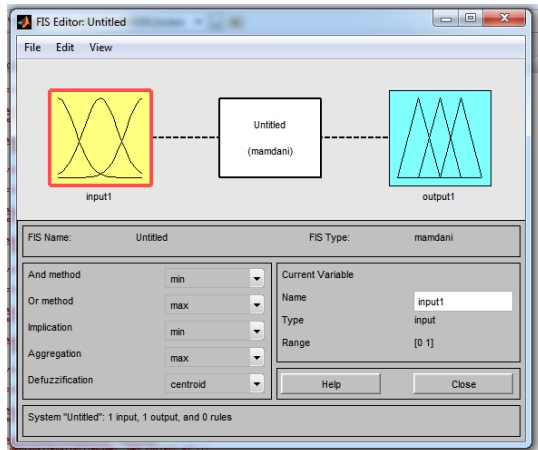 FIS Editor: Untitled
File Edit View
Untitled
(mamdani)
input1
output1
FIS Name: Untitled FIS Type: mamdani
And method min
Or method max
Implication min
Aggregation max
Defuzzification centroid
Current Variable
Name input1
Type input
Range [0 1]
Help Close
System "Untitled": 1 input, 1 output, and 0 rules